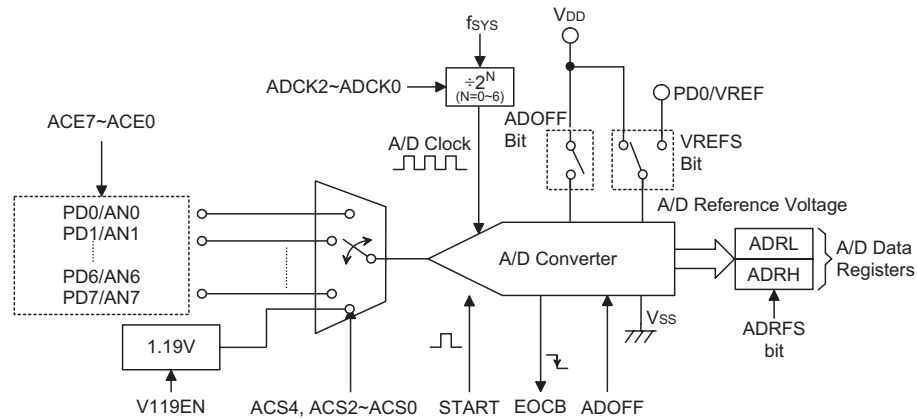 fSYS
VDD
ADCK2~ADCK0
÷2^N
(N=0~6)
PD0/VREF
ACE7~ACE0
A/D Clock
ADOFF
Bit
VREFS
Bit
PD0/AN0
PD1/AN1
PD6/AN6
PD7/AN7
A/D Reference Voltage
A/D Converter
ADRL
ADRH
A/D Data
Registers
1.19V
VSS
ADRFS
bit
V119EN
ACS4, ACS2~ACS0
START
EOCB
ADOFF